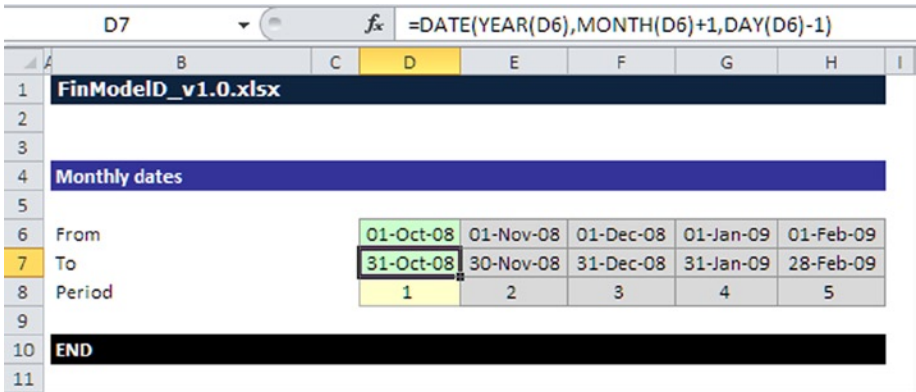 D7 fx =DATE(YEAR(D6),MONTH(D6)+1,DAY(D6)-1)
A B C D E F G H I
1 FinModelD_v1.0.xlsx
2
3
4 Monthly dates
5
6 From 01-Oct-08 01-Nov-08 01-Dec-08 01-Jan-09 01-Feb-09
7 To 31-Oct-08 30-Nov-08 31-Dec-08 31-Jan-09 28-Feb-09
8 Period 1 2 3 4 5
9
10 END
11